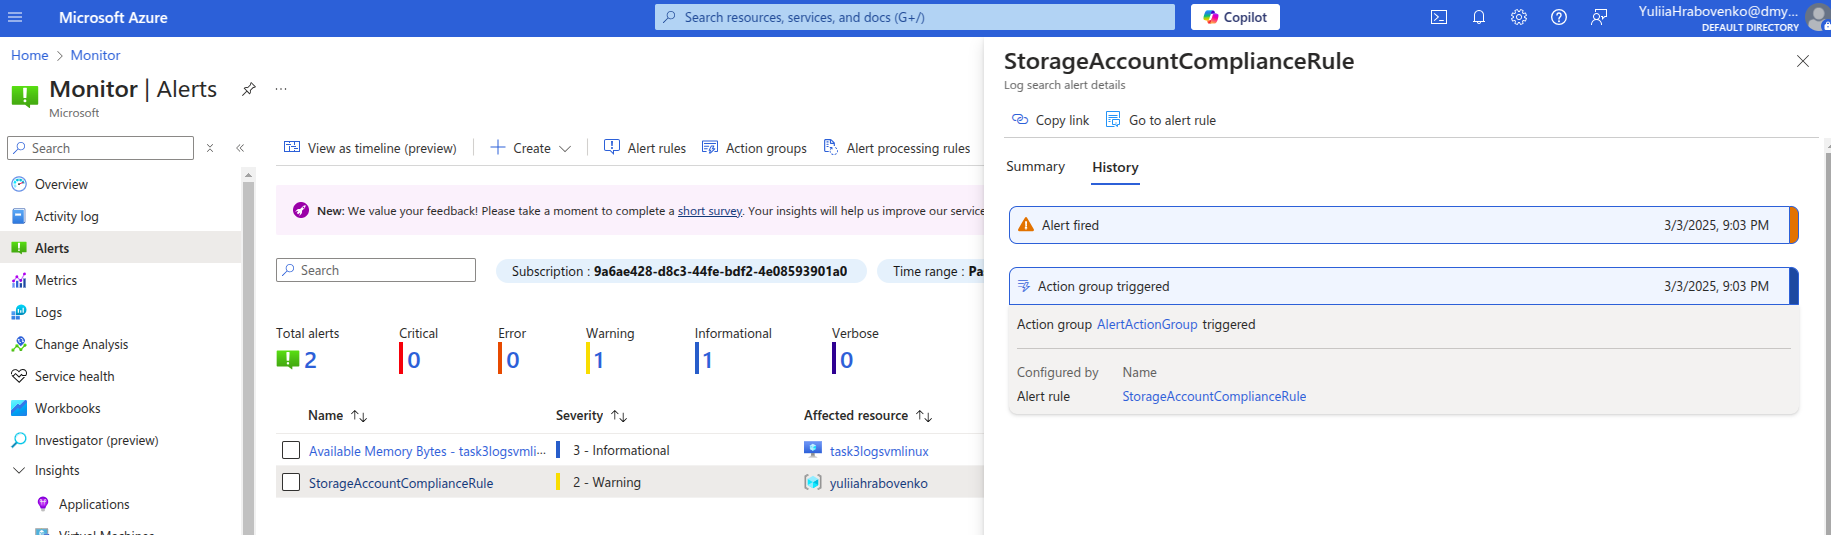 Microsoft Azure
Search resources, services, and docs (G+/)
Copilot
YuliiaHrabovenko@dmy...
DEFAULT DIRECTORY
Home > Monitor
Monitor | Alerts
...
Microsoft
Search
Overview
Activity log
Alerts
Metrics
Logs
Change Analysis
Service health
Workbooks
Investigator (preview)
Insights
Applications
Virtual Machines
View as timeline (preview)
Create
Alert rules
Action groups
Alert processing rules
New: We value your feedback! Please take a moment to complete a short survey. Your insights will help us improve our service
Search
Subscription : 9a6ae428-d8c3-44fe-bdf2-4e08593901a0
Time range : Pa
Total alerts
2
Critical
0
Error
0
Warning
1
Informational
1
Verbose
0
Name
Severity
Affected resource
Available Memory Bytes - task3logsvmli...
3 - Informational
task3logsvmlinux
StorageAccountComplianceRule
2 - Warning
yuliiahrabovenko
StorageAccountComplianceRule
Log search alert details
Copy link
Go to alert rule
Summary
History
Alert fired
3/3/2025, 9:03 PM
Action group triggered
3/3/2025, 9:03 PM
Action group AlertActionGroup triggered
Configured by
Name
Alert rule
StorageAccountComplianceRule